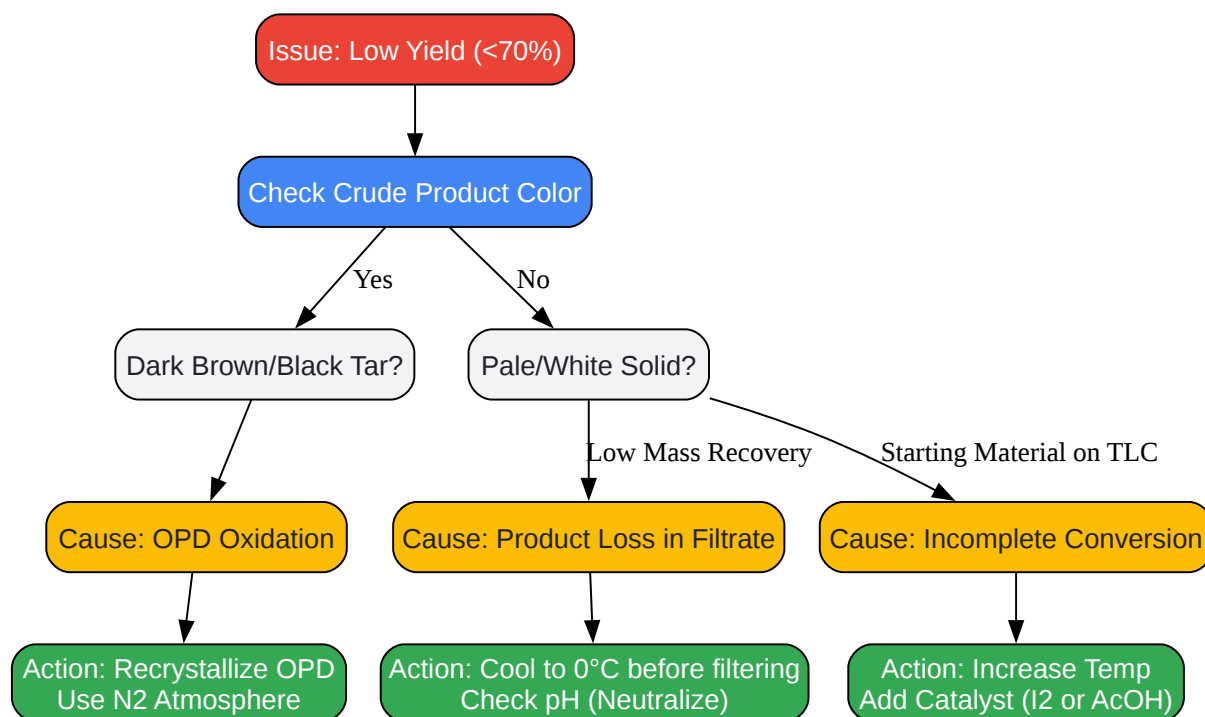 Issue: Low Yield (<70%)
Check Crude Product Color
Yes
No
Dark Brown/Black Tar?
Pale/White Solid?
Low Mass Recovery
Starting Material on TLC
Cause: OPD Oxidation
Cause: Product Loss in Filtrate
Cause: Incomplete Conversion
Action: Recrystallize OPD
Use N2 Atmosphere
Action: Cool to 0°C before filtering
Check pH (Neutralize)
Action: Increase Temp
Add Catalyst (I2 or AcOH)